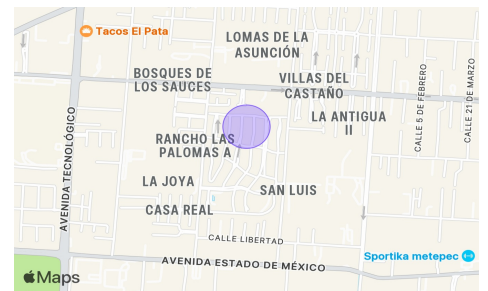 Tacos El Pata
LOMAS DE LA
ASUNCIÓN
BOSQUES DE
LOS SAUCES
VILLAS DEL
CASTAÑO
CALLE 5 DE FEBRERO
CALLE 21 DE MARZO
LA ANTIGUA
II
AVENIDA TECNOLÓGICO
RANCHO LAS
PALOMAS A
LA JOYA
SAN LUIS
CASA REAL
CALLE LIBERTAD
Sportika metepec
AVENIDA ESTADO DE MÉXICO
Maps